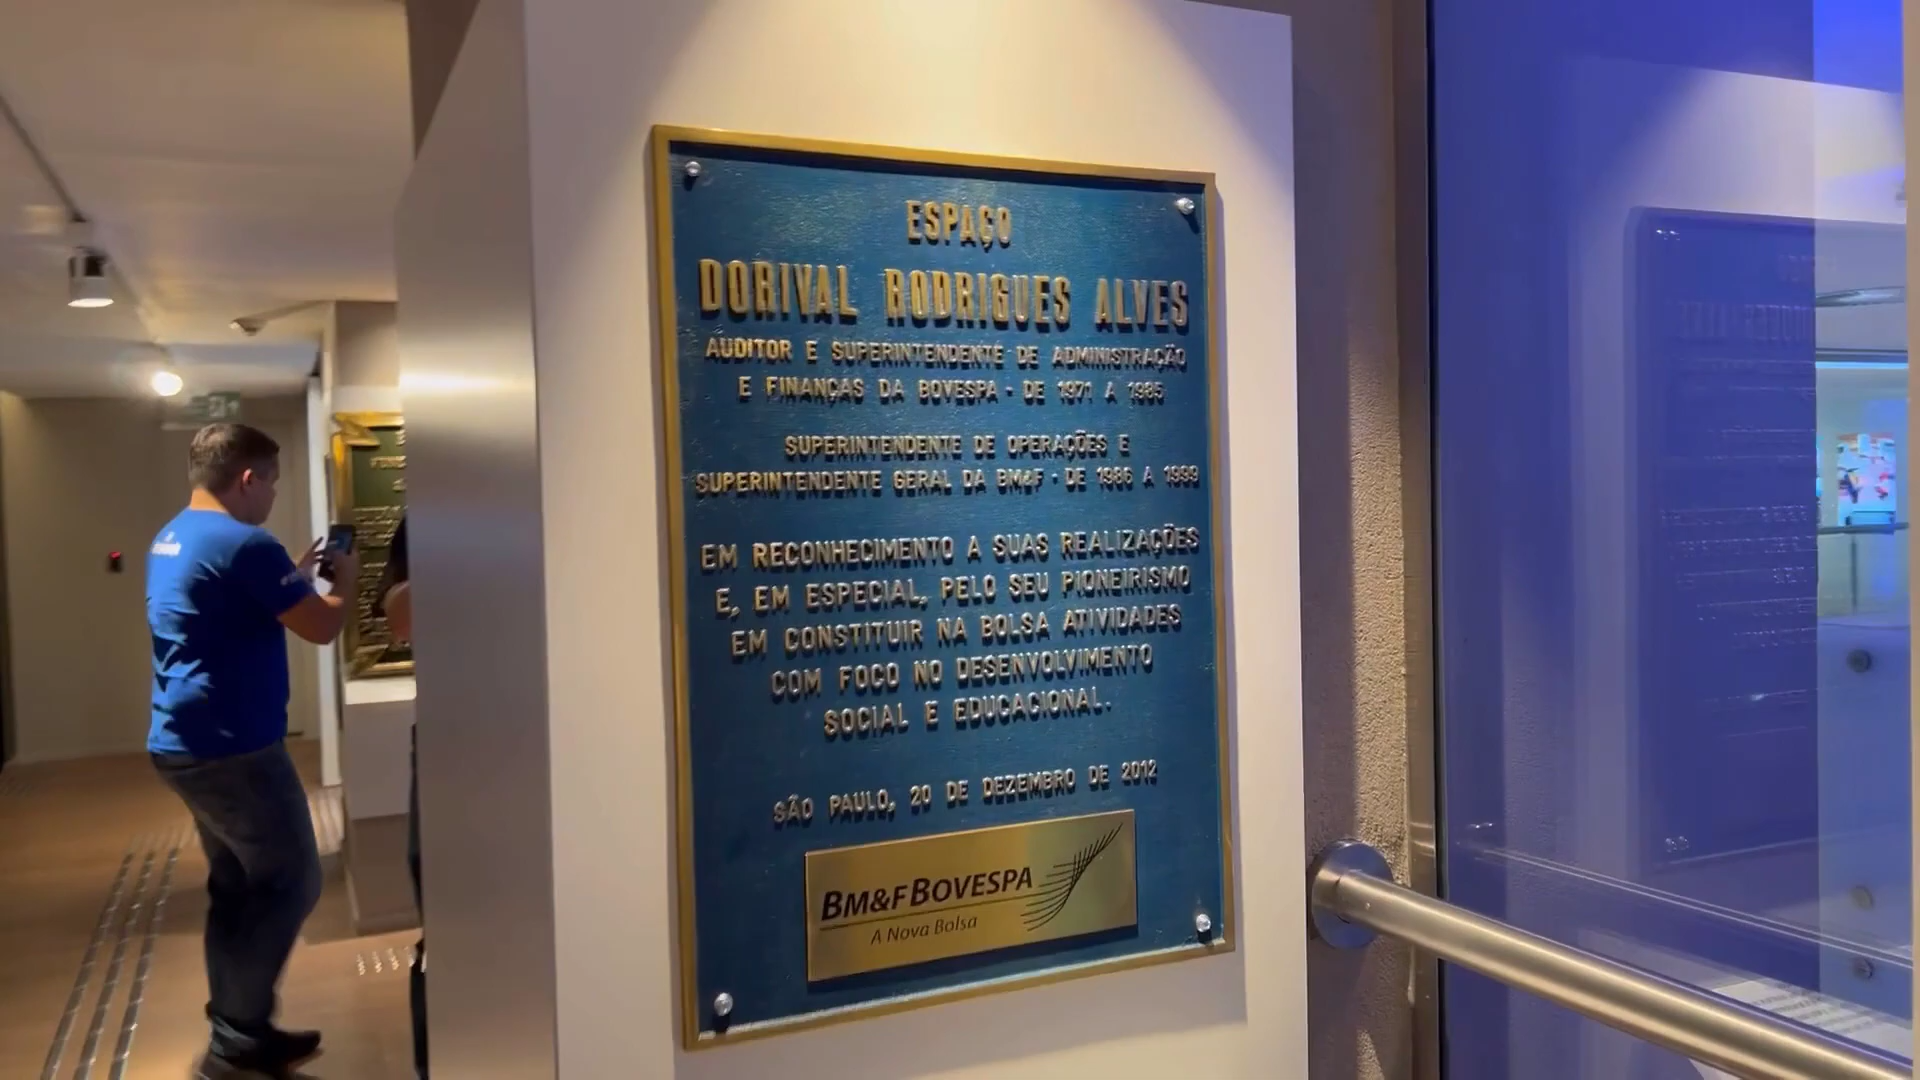 ESPAÇO
DORIVAL RODRIGUES ALVES
AUDITOR E SUPERINTENDENTE DE ADMINISTRAÇÃO
E FINANÇAS DA BOVESPA - DE 1971 A 1985
SUPERINTENDENTE DE OPERAÇÕES E
SUPERINTENDENTE GERAL DA BM&F - DE 1986 A 1999
EM RECONHECIMENTO A SUAS REALIZAÇÕES
E, EM ESPECIAL, PELO SEU PIONEIRISMO
EM CONSTITUIR NA BOLSA ATIVIDADES
COM FOCO NO DESENVOLVIMENTO
SOCIAL E EDUCACIONAL.
SÃO PAULO, 20 DE DEZEMBRO DE 2012
BM&FBOVESPA
A Nova Bolsa